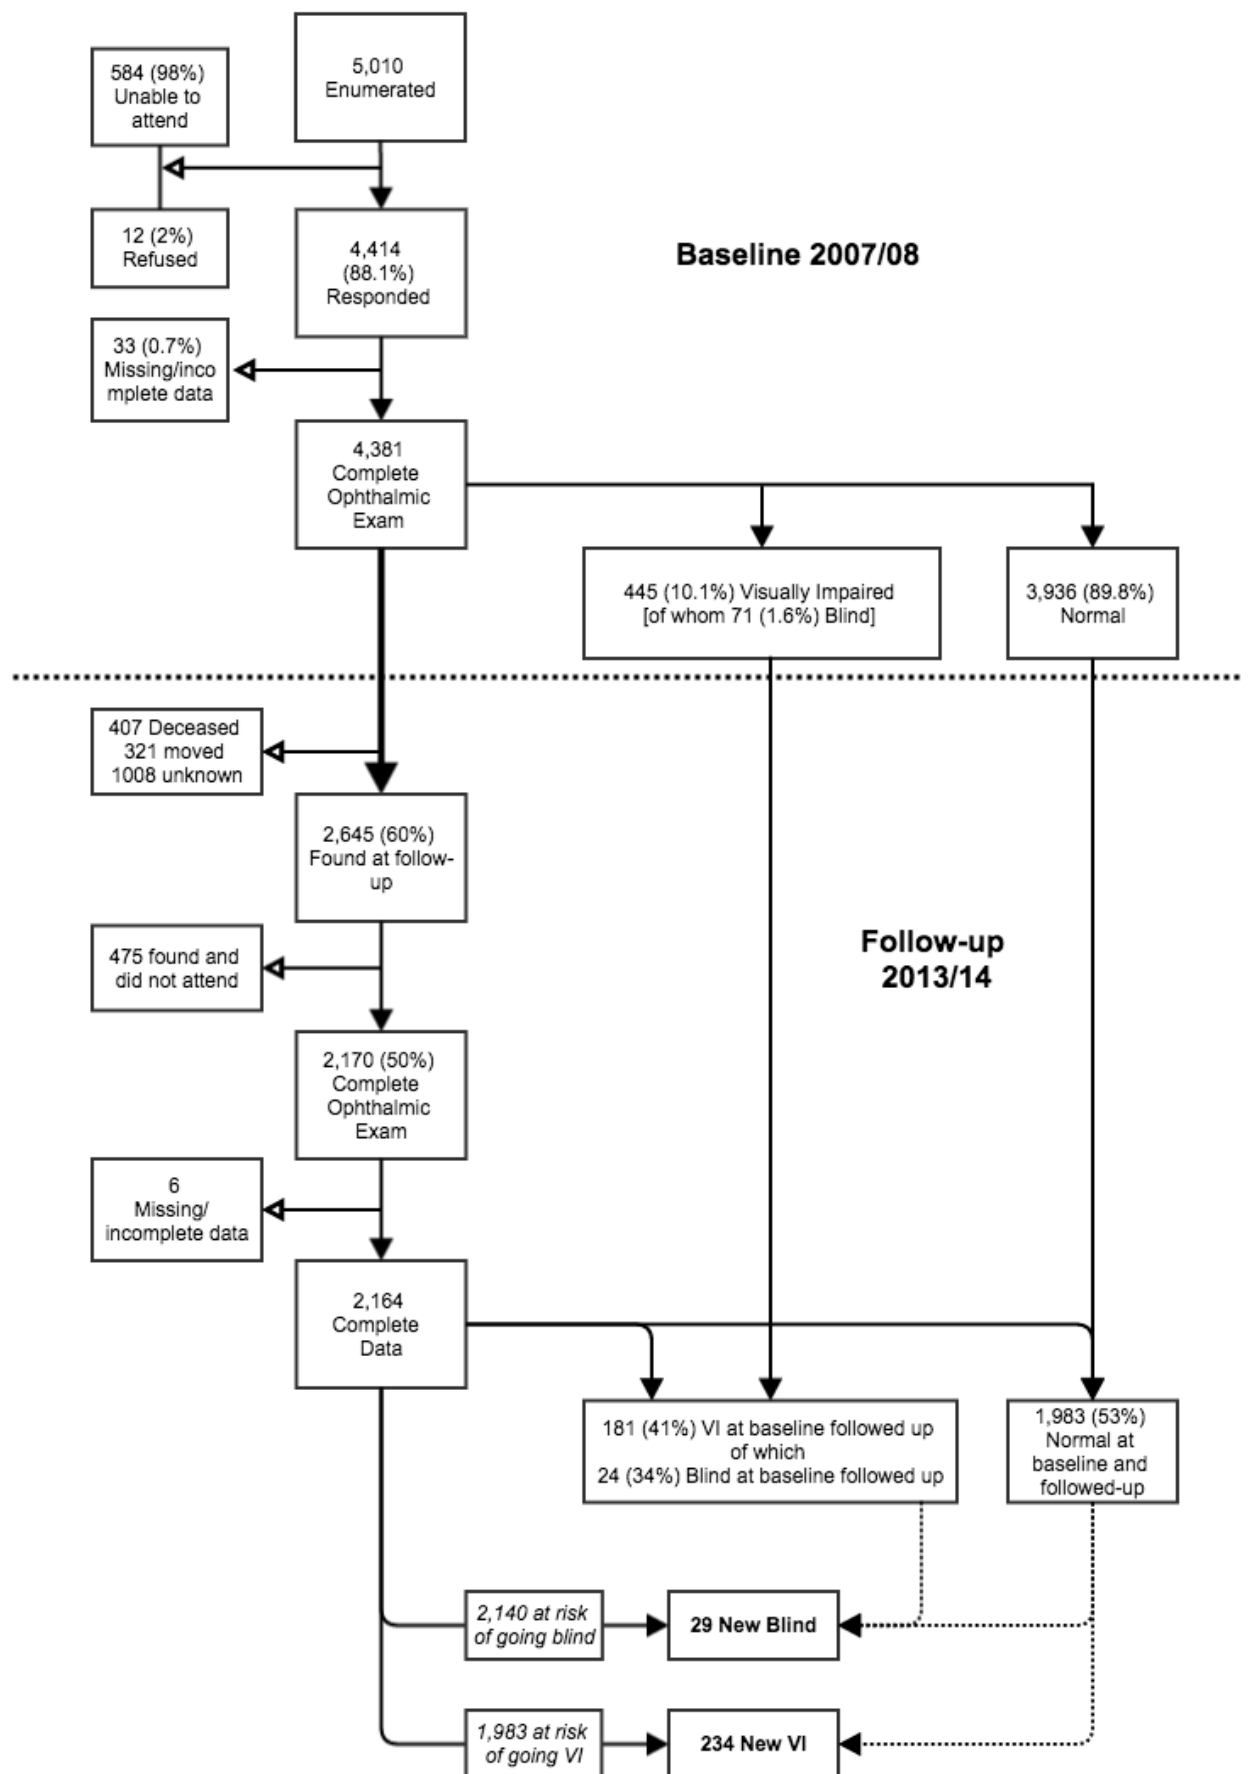 5,010
Enumerated
584 (98%)
Unable to
attend
12 (2%)
Refused
4,414
(88.1%)
Responded
Baseline 2007/08
33 (0.7%)
Missing/inco
mplete data
4,381
Complete
Ophthalmic
Exam
445 (10.1%) Visually Impaired
[of whom 71 (1.6%) Blind]
3,936 (89.8%)
Normal
407 Deceased
321 moved
1008 unknown
2,645 (60%)
Found at follow-
up
Follow-up
2013/14
475 found and
did not attend
2,170 (50%)
Complete
Ophthalmic
Exam
6
Missing/
incomplete data
2,164
Complete
Data
181 (41%) VI at baseline followed up
of which
24 (34%) Blind at baseline followed up
1,983 (53%)
Normal at
baseline and
followed-up
2,140 at risk
of going blind
29 New Blind
1,983 at risk
of going VI
234 New VI